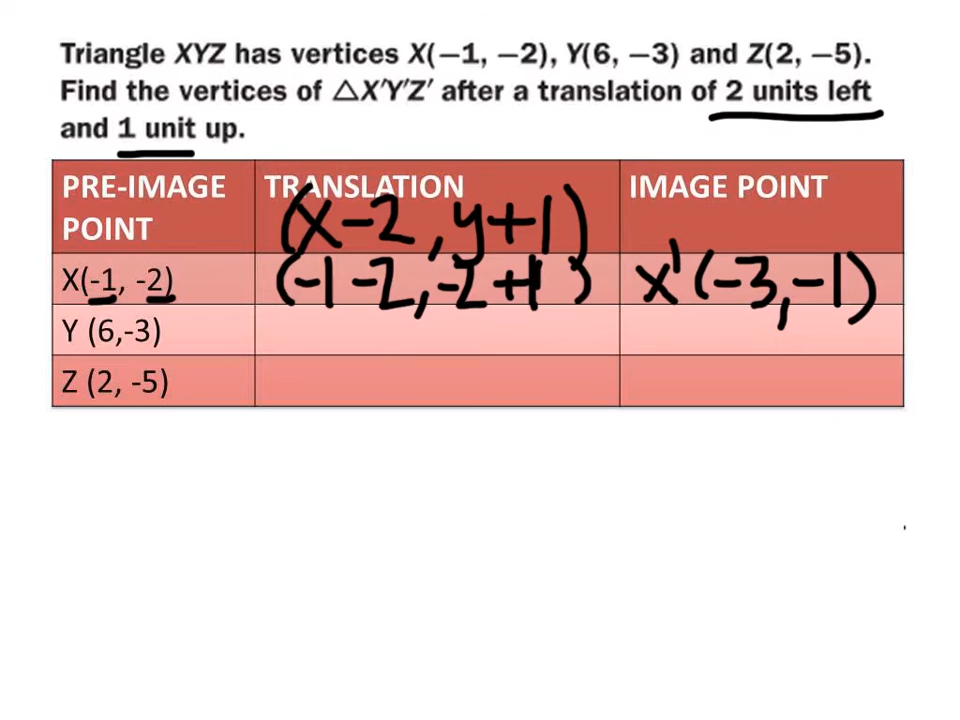 Triangle XYZ has vertices X(−1, −2), Y(6, −3) and Z(2, −5).
Find the vertices of △X′Y′Z′ after a translation of 2 units left
and 1 unit up.
PRE-IMAGE POINT
TRANSLATION
(x-2, y+1)
IMAGE POINT
X(-1, -2)
(-1-2, -2+1)
X'(-3,-1)
Y (6,-3)
Z (2, -5)